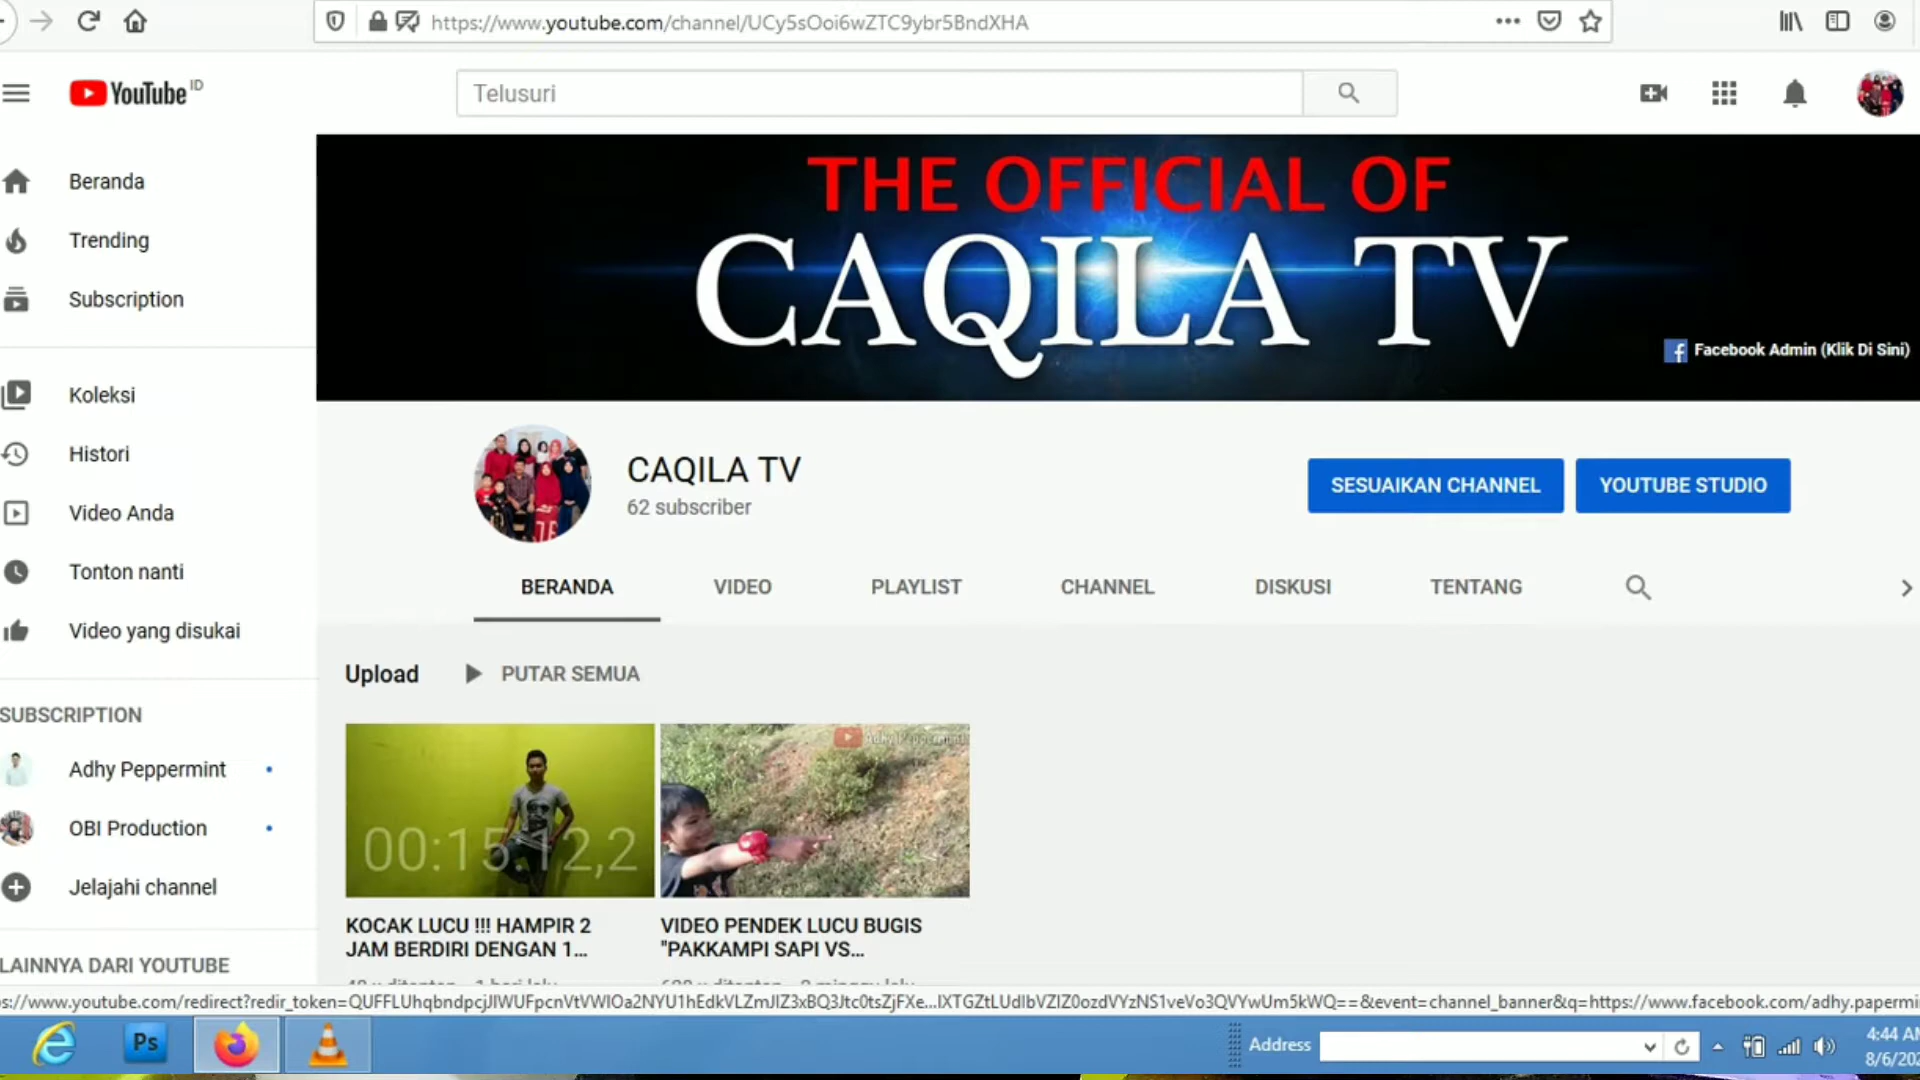 https://www.youtube.com/channel/UCy5sOoi6wZTC9ybr5BndXHA
YouTube ID
Telusuri
Beranda
Trending
Subscription
Koleksi
Histori
Video Anda
Tonton nanti
Video yang disukai
SUBSCRIPTION
Adhy Peppermint
OBI Production
Jelajahi channel
LAINNYA DARI YOUTUBE
THE OFFICIAL OF
CAQILA TV
Facebook Admin (Klik Di Sini)
CAQILA TV
62 subscriber
SESUAIKAN CHANNEL
YOUTUBE STUDIO
BERANDA VIDEO PLAYLIST CHANNEL DISKUSI TENTANG
Upload
PUTAR SEMUA
00:15:12,2
Adhy Peppermint
KOCAK LUCU !!! HAMPIR 2
JAM BERDIRI DENGAN 1...
VIDEO PENDEK LUCU BUGIS
"PAKKAMPI SAPI VS...
Ps
Address
4:44 AM